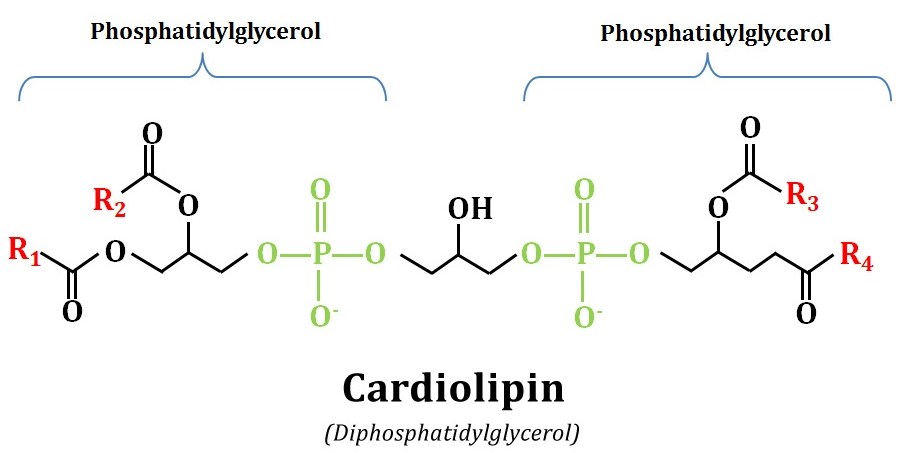 Phosphatidylglycerol
Phosphatidylglycerol
O
O
R2
O
R1
O
O
O
O
P
O
O-
OH
O
O
P
O
O-
O
O
R3
R4
O
Cardiolipin
(Diphosphatidylglycerol)